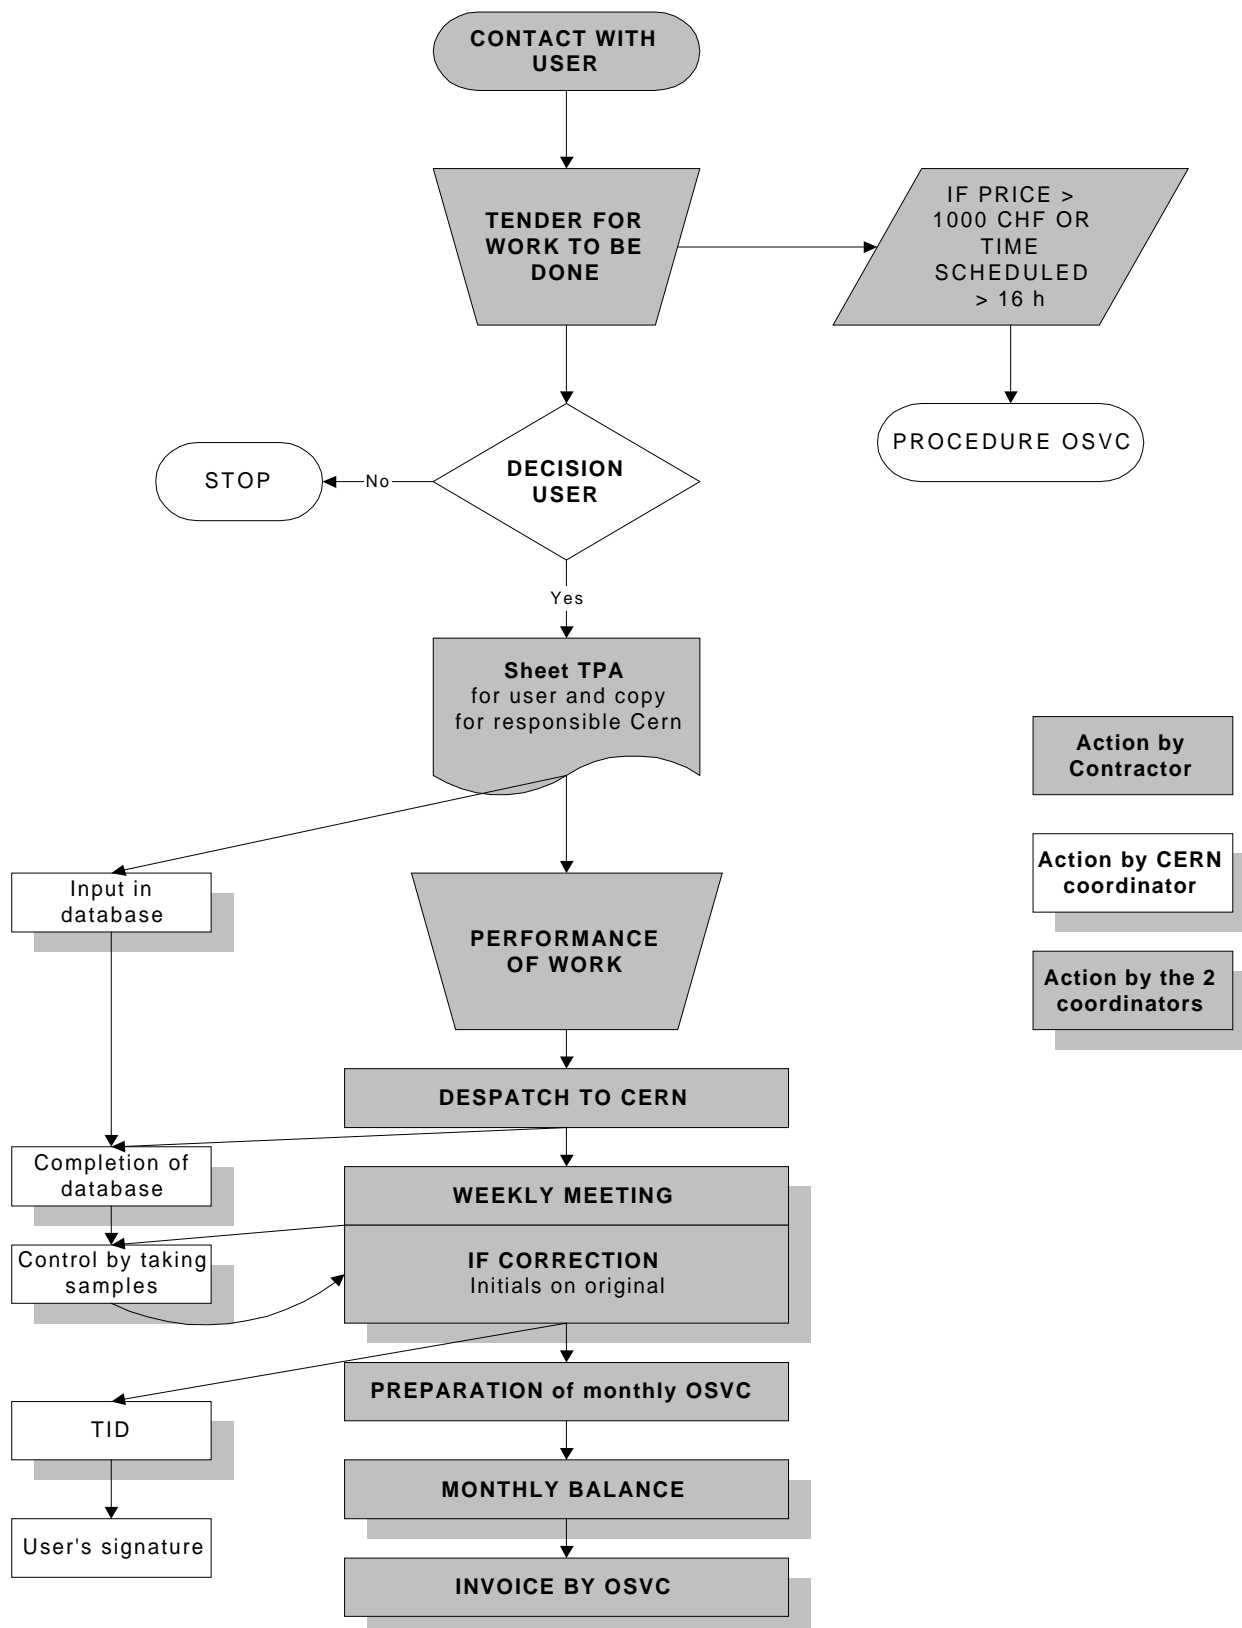 CONTACT WITH
USER
TENDER FOR
WORK TO BE
DONE
IF PRICE >
1000 CHF OR
TIME
SCHEDULED
> 16 h
PROCEDURE OSVC
DECISION
USER
No
STOP
Yes
Sheet TPA
for user and copy
for responsible Cern
Action by
Contractor
Action by CERN
coordinator
Action by the 2
coordinators
Input in
database
PERFORMANCE
OF WORK
DESPATCH TO CERN
Completion of
database
WEEKLY MEETING
Control by taking
samples
IF CORRECTION
Initials on original
PREPARATION of monthly OSVC
TID
MONTHLY BALANCE
User's signature
INVOICE BY OSVC